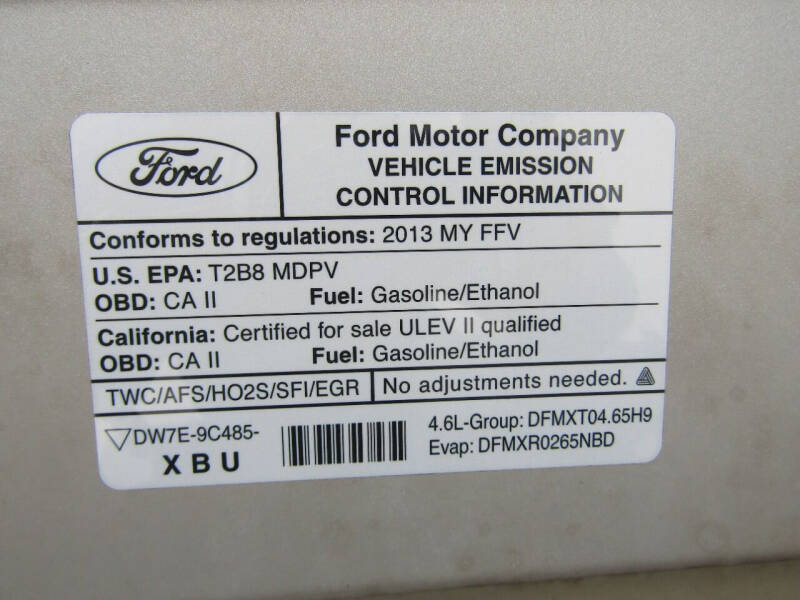 Ford
Ford Motor Company
VEHICLE EMISSION
CONTROL INFORMATION
Conforms to regulations: 2013 MY FFV
U.S. EPA: T2B8 MDPV
OBD: CA II Fuel: Gasoline/Ethanol
California: Certified for sale ULEV II qualified
OBD: CA II Fuel: Gasoline/Ethanol
TWC/AFS/HO2S/SFI/EGR No adjustments needed.
DW7E-9C485-
XBU
4.6L-Group: DFMXT04.65H9
Evap: DFMXR0265NBD